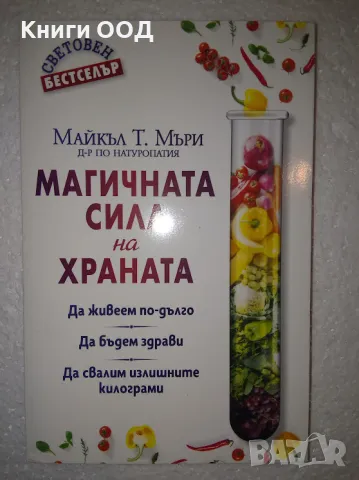 Книги ООД
СВЕТОВЕН
БЕСТСЕЛЪР
МАЙКЪЛ Т. МЪРИ
Д-Р ПО НАТУРОПАТИЯ
МАГИЧНАТА
СИЛА
на
ХРАНАТА
Да живеем по-дълго
Да бъдем здрави
Да свалим излишните
килограми
BAZAR